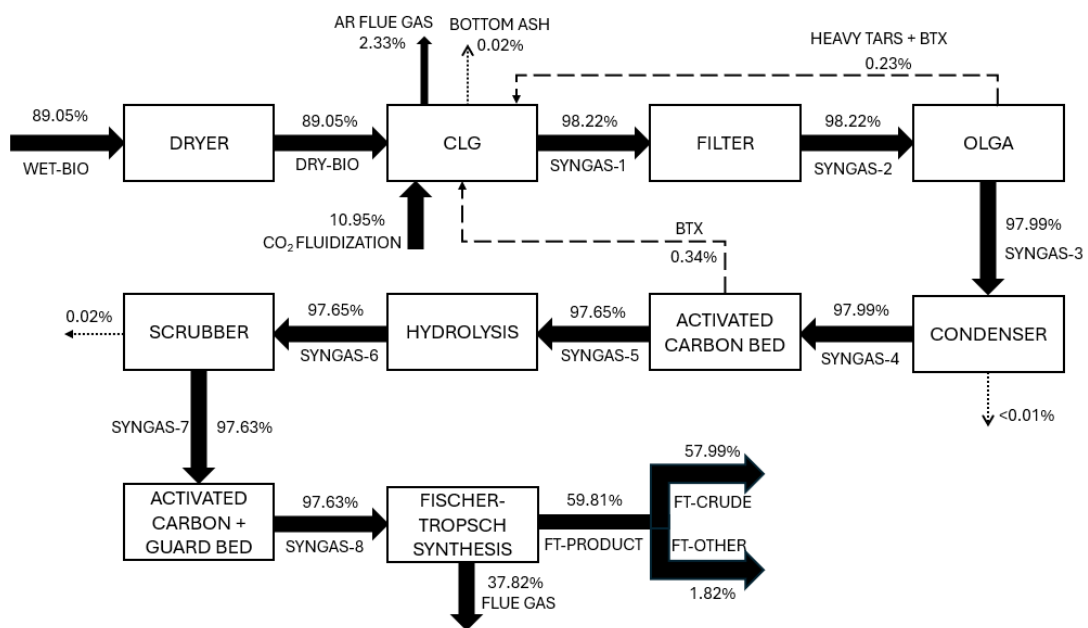 AR FLUE GAS
2.33%
BOTTOM ASH
0.02%
HEAVY TARS + BTX
0.23%
89.05%
WET-BIO
DRYER
89.05%
DRY-BIO
CLG
98.22%
SYNGAS-1
FILTER
98.22%
SYNGAS-2
OLGA
10.95%
CO₂ FLUIDIZATION
BTX
0.34%
97.99%
SYNGAS-3
0.02%
SCRUBBER
97.65%
SYNGAS-6
HYDROLYSIS
97.65%
SYNGAS-5
ACTIVATED
CARBON BED
97.99%
SYNGAS-4
CONDENSER
<0.01%
SYNGAS-7
97.63%
ACTIVATED
CARBON +
GUARD BED
97.63%
SYNGAS-8
FISCHER-
TROPSCH
SYNTHESIS
59.81%
FT-PRODUCT
57.99%
FT-CRUDE
FT-OTHER
1.82%
37.82%
FLUE GAS